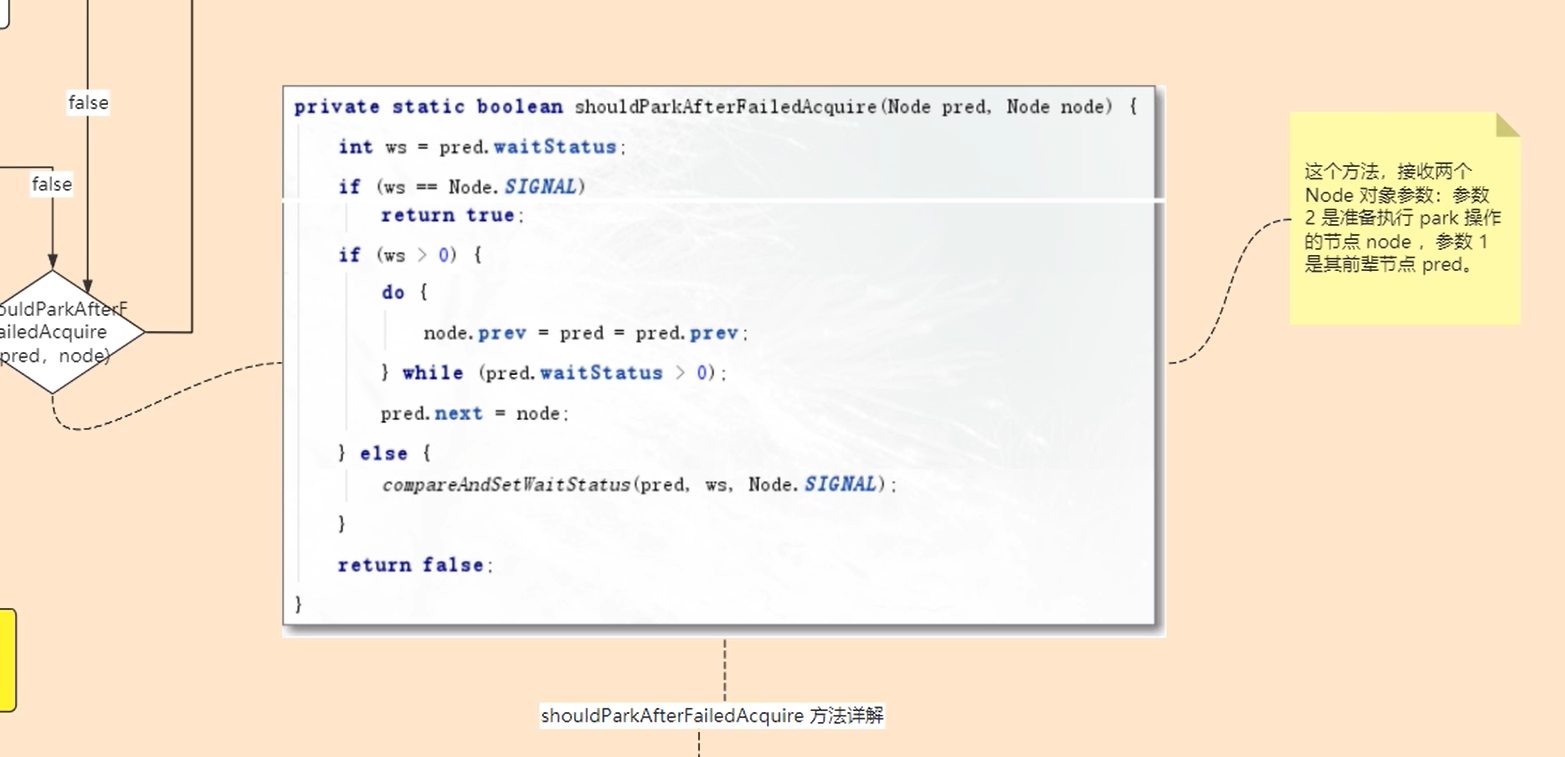 false
false
ouldParkAfterF
ailedAcquire
pred，node)
private static boolean shouldParkAfterFailedAcquire(Node pred, Node node) {
int ws = pred.waitStatus;
if (ws == Node.SIGNAL)
return true;
if (ws > 0) {
do {
node.prev = pred = pred.prev;
} while (pred.waitStatus > 0);
pred.next = node;
} else {
compareAndSetWaitStatus(pred, ws, Node.SIGNAL);
}
return false;
}
这个方法，接收两个
Node 对象参数：参数
2 是准备执行 park 操作
的节点 node ，参数 1
是其前辈节点 pred。
shouldParkAfterFailedAcquire 方法详解